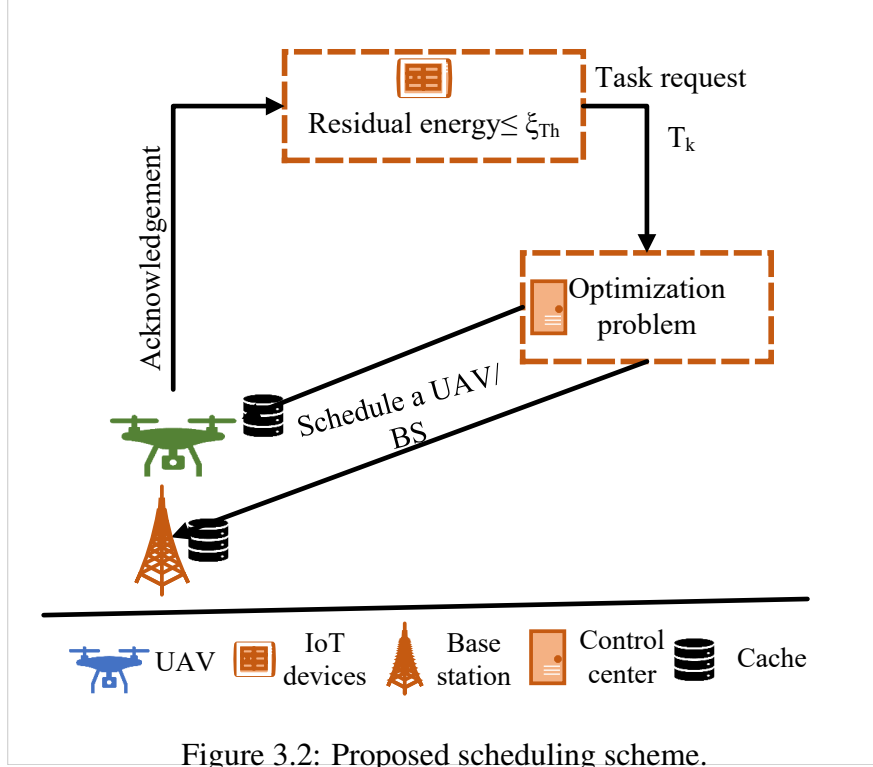 Task request
Residual energy≤ ξTh
Tk
Acknowledgement
Optimization
problem
Schedule a UAV/
BS
UAV
IoT
devices
Base
station
Control
center
Cache
Figure 3.2: Proposed scheduling scheme.